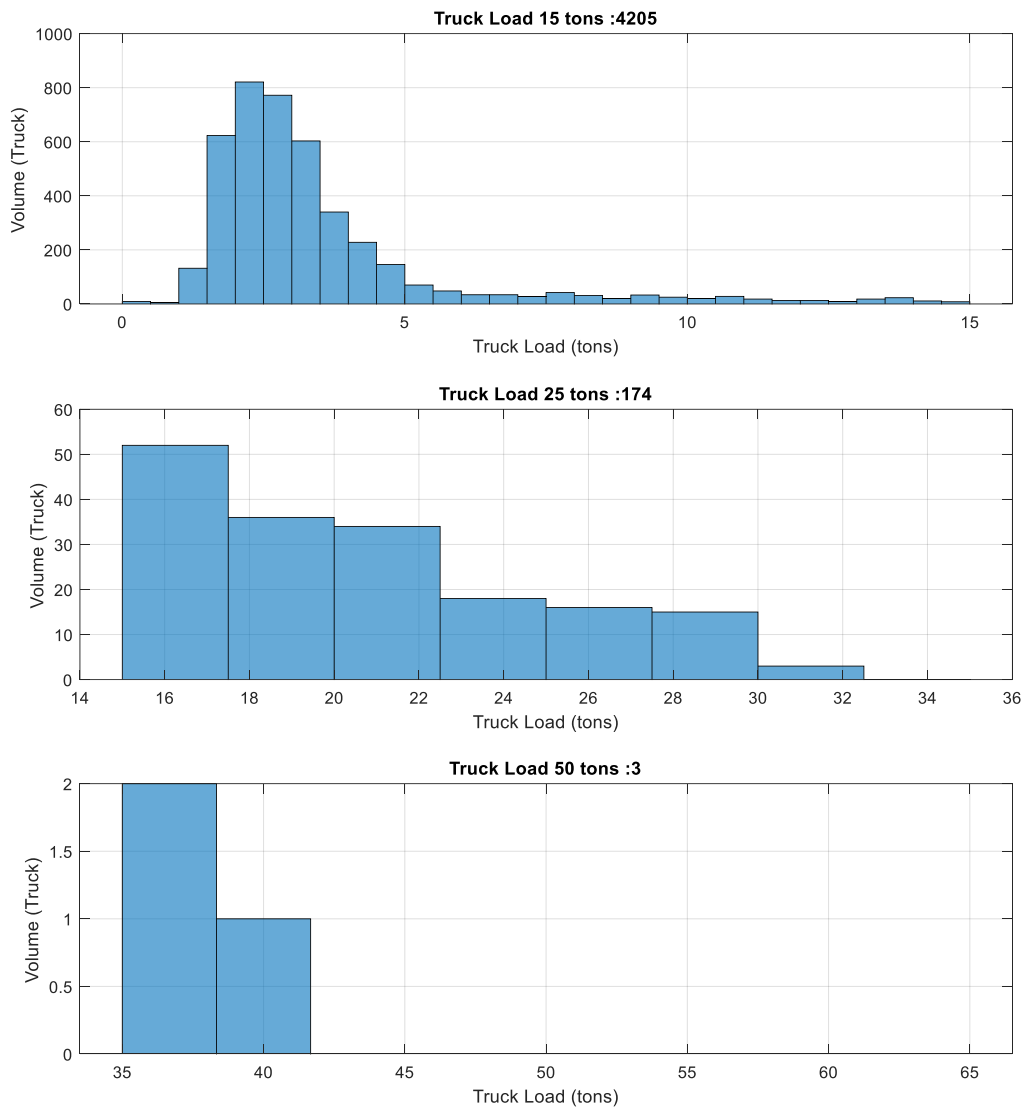 Truck Load 15 tons :4205
1000
800
600
400
200
0
Volume (Truck)
0 5 10 15
Truck Load (tons)
Truck Load 25 tons :174
60
50
40
30
20
10
0
Volume (Truck)
14 16 18 20 22 24 26 28 30 32 34 36
Truck Load (tons)
Truck Load 50 tons :3
2
1.5
1
0.5
0
Volume (Truck)
35 40 45 50 55 60 65
Truck Load (tons)